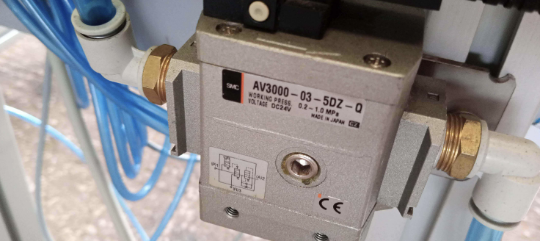 SMC
AV3000-03-5DZ-Q
WORKING PRESS. 0.2-1.0 MPa
VOLTAGE DC24V
MADE IN JAPAN
CE